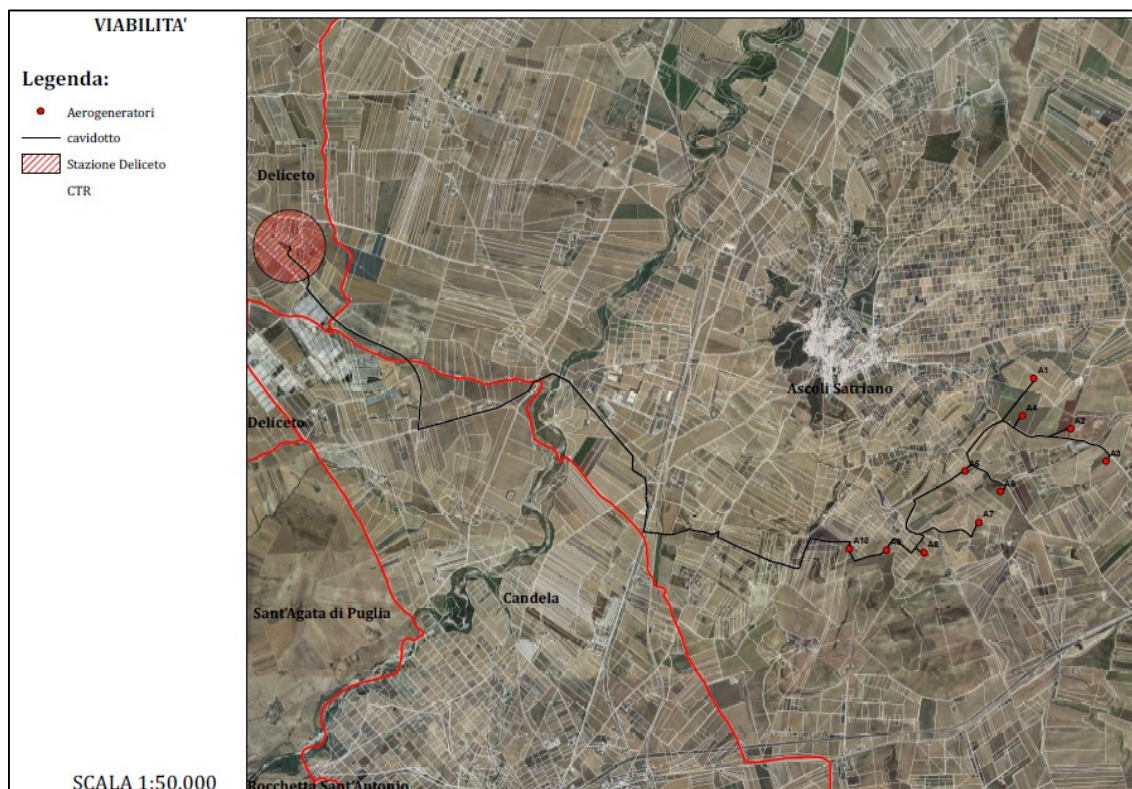 VIABILITA'
Legenda:
Aerogeneratori
cavidotto
Stazione Deliceto
CTR
SCALA 1:50.000
Deliceto
Ascoli Satriano
A1
A4
A2
A3
A5
A7
A10
A9
A6
Deliceto
Sant'Agata di Puglia
Candela
Rocchetta Sant'Antonio